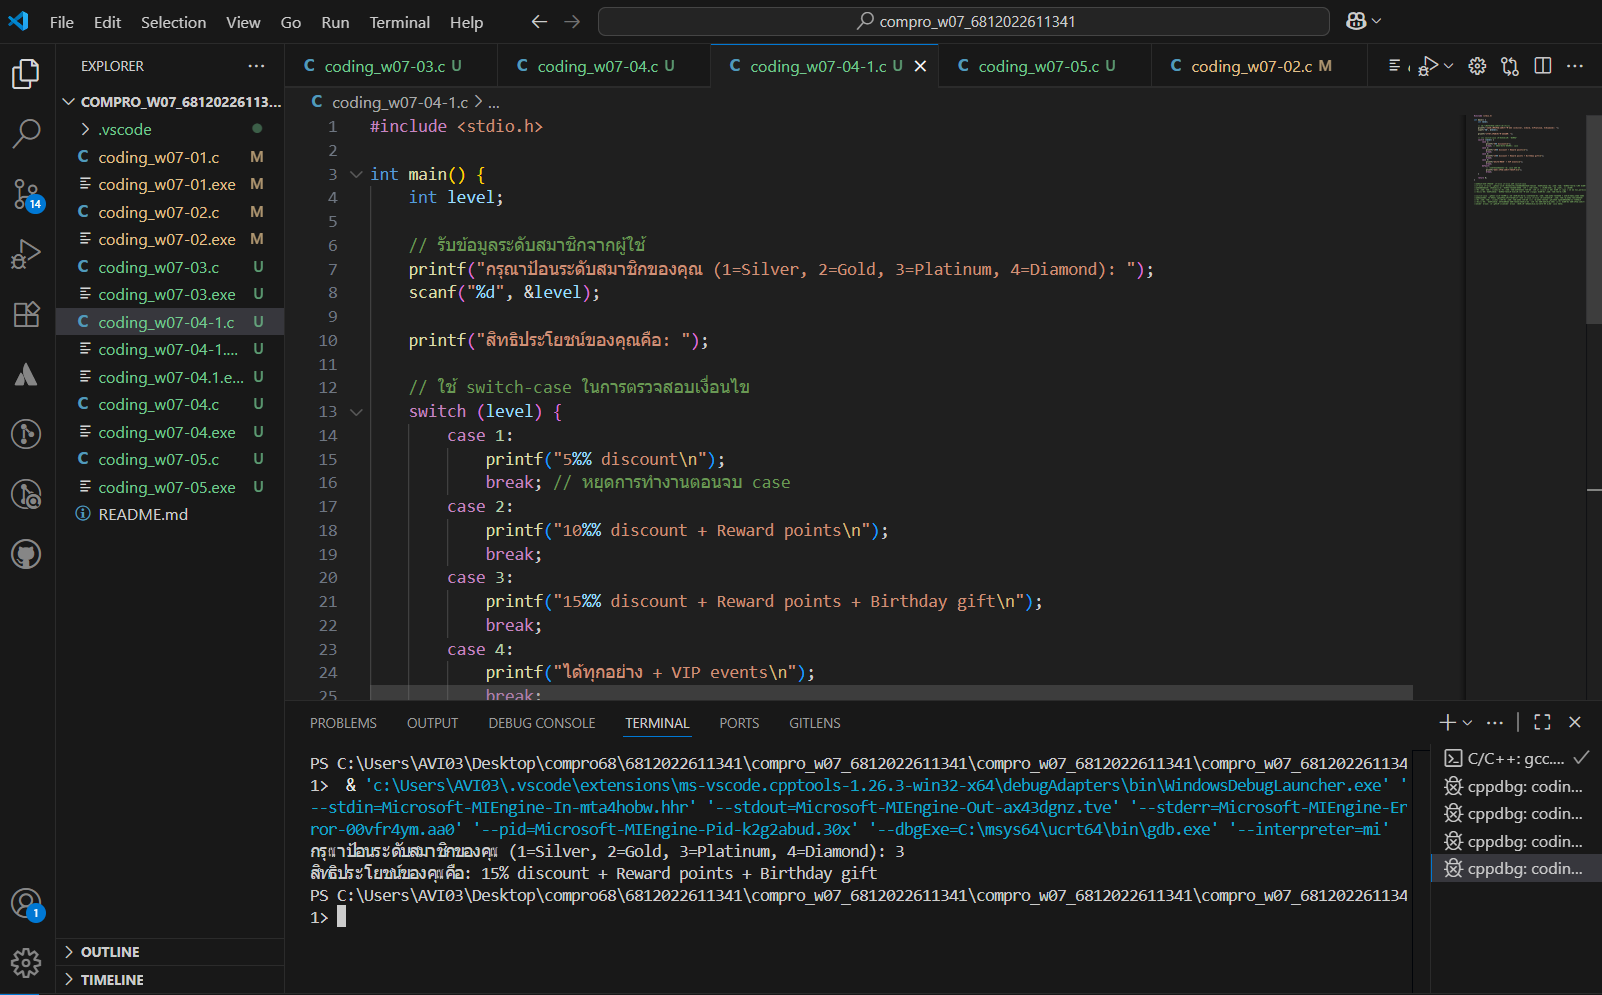 File Edit Selection View Go Run Terminal Help
compro_w07_6812022611341
EXPLORER
COMPRO_W07_68120226113...
.vscode
C coding_w07-01.c M
coding_w07-01.exe M
C coding_w07-02.c M
coding_w07-02.exe M
C coding_w07-03.c U
coding_w07-03.exe U
C coding_w07-04-1.c U
coding_w07-04-1.... U
coding_w07-04.1.e... U
C coding_w07-04.c U
coding_w07-04.exe U
C coding_w07-05.c U
coding_w07-05.exe U
README.md
OUTLINE
TIMELINE
14
1
C coding_w07-03.c U C coding_w07-04.c U C coding_w07-04-1.c U C coding_w07-05.c U C coding_w07-02.c M
C coding_w07-04-1.c > ...
1 #include <stdio.h>
2
3 int main() {
4 int level;
5
6 // รับข้อมูลระดับสมาชิกจากผู้ใช้
7 printf("กรุณาป้อนระดับสมาชิกของคุณ (1=Silver, 2=Gold, 3=Platinum, 4=Diamond): ");
8 scanf("%d", &level);
9
10 printf("สิทธิประโยชน์ของคุณคือ: ");
11
12 // ใช้ switch-case ในการตรวจสอบเงื่อนไข
13 switch (level) {
14 case 1:
15 printf("5%% discount\n");
16 break; // หยุดการทำงานตอนจบ case
17 case 2:
18 printf("10%% discount + Reward points\n");
19 break;
20 case 3:
21 printf("15%% discount + Reward points + Birthday gift\n");
22 break;
23 case 4:
24 printf("ได้ทุกอย่าง + VIP events\n");
25 break;
PROBLEMS OUTPUT DEBUG CONSOLE TERMINAL PORTS GITLENS
PS C:\Users\AVI03\Desktop\compro68\6812022611341\compro_w07_6812022611341\compro_w07_6812022611341\compro_w07_681202261134
1> & 'c:\Users\AVI03\.vscode\extensions\ms-vscode.cpptools-1.26.3-win32-x64\debugAdapters\bin\WindowsDebugLauncher.exe' '
--stdin=Microsoft-MIEngine-In-mta4hobw.hhr' '--stdout=Microsoft-MIEngine-Out-ax43dgnz.tve' '--stderr=Microsoft-MIEngine-Er
ror-00vfr4ym.aa0' '--pid=Microsoft-MIEngine-Pid-k2g2abud.30x' '--dbgExe=C:\msys64\ucrt64\bin\gdb.exe' '--interpreter=mi'
กรุณาป้อนระดับสมาชิกของคุณ (1=Silver, 2=Gold, 3=Platinum, 4=Diamond): 3
สิทธิประโยชน์ของคุณคือ: 15% discount + Reward points + Birthday gift
PS C:\Users\AVI03\Desktop\compro68\6812022611341\compro_w07_6812022611341\compro_w07_6812022611341\compro_w07_681202261134
1>
C/C++: gcc....
cppdbg: codin...
cppdbg: codin...
cppdbg: codin...
cppdbg: codin...